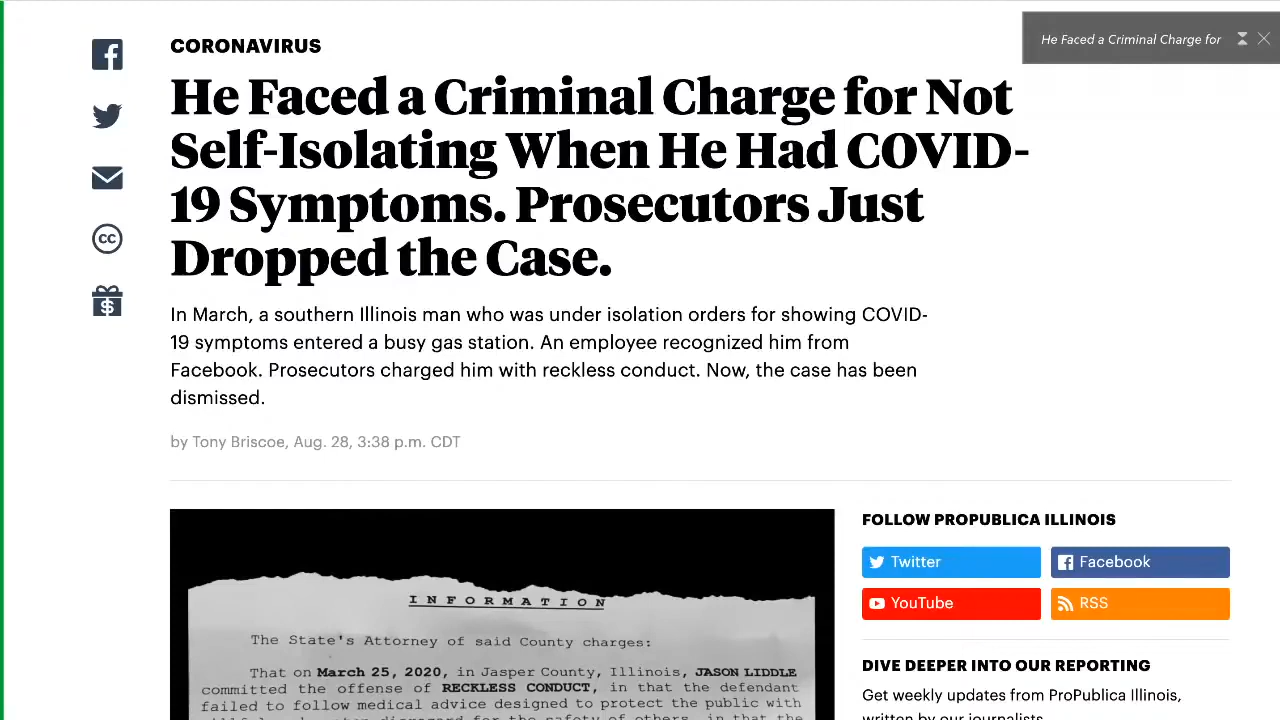 CORONAVIRUS
He Faced a Criminal Charge for
He Faced a Criminal Charge for Not
Self-Isolating When He Had COVID-
19 Symptoms. Prosecutors Just
Dropped the Case.
In March, a southern Illinois man who was under isolation orders for showing COVID-
19 symptoms entered a busy gas station. An employee recognized him from
Facebook. Prosecutors charged him with reckless conduct. Now, the case has been
dismissed.
by Tony Briscoe, Aug. 28, 3:38 p.m. CDT
INFORMATION
The State's Attorney of said County charges:
That on March 25, 2020, in Jasper County, Illinois, JASON LIDDLE
committed the offense of RECKLESS CONDUCT, in that the defendant
failed to follow medical advice designed to protect the public with
FOLLOW PROPUBLICA ILLINOIS
Twitter
Facebook
YouTube
RSS
DIVE DEEPER INTO OUR REPORTING
Get weekly updates from ProPublica Illinois,
written by our journalists.